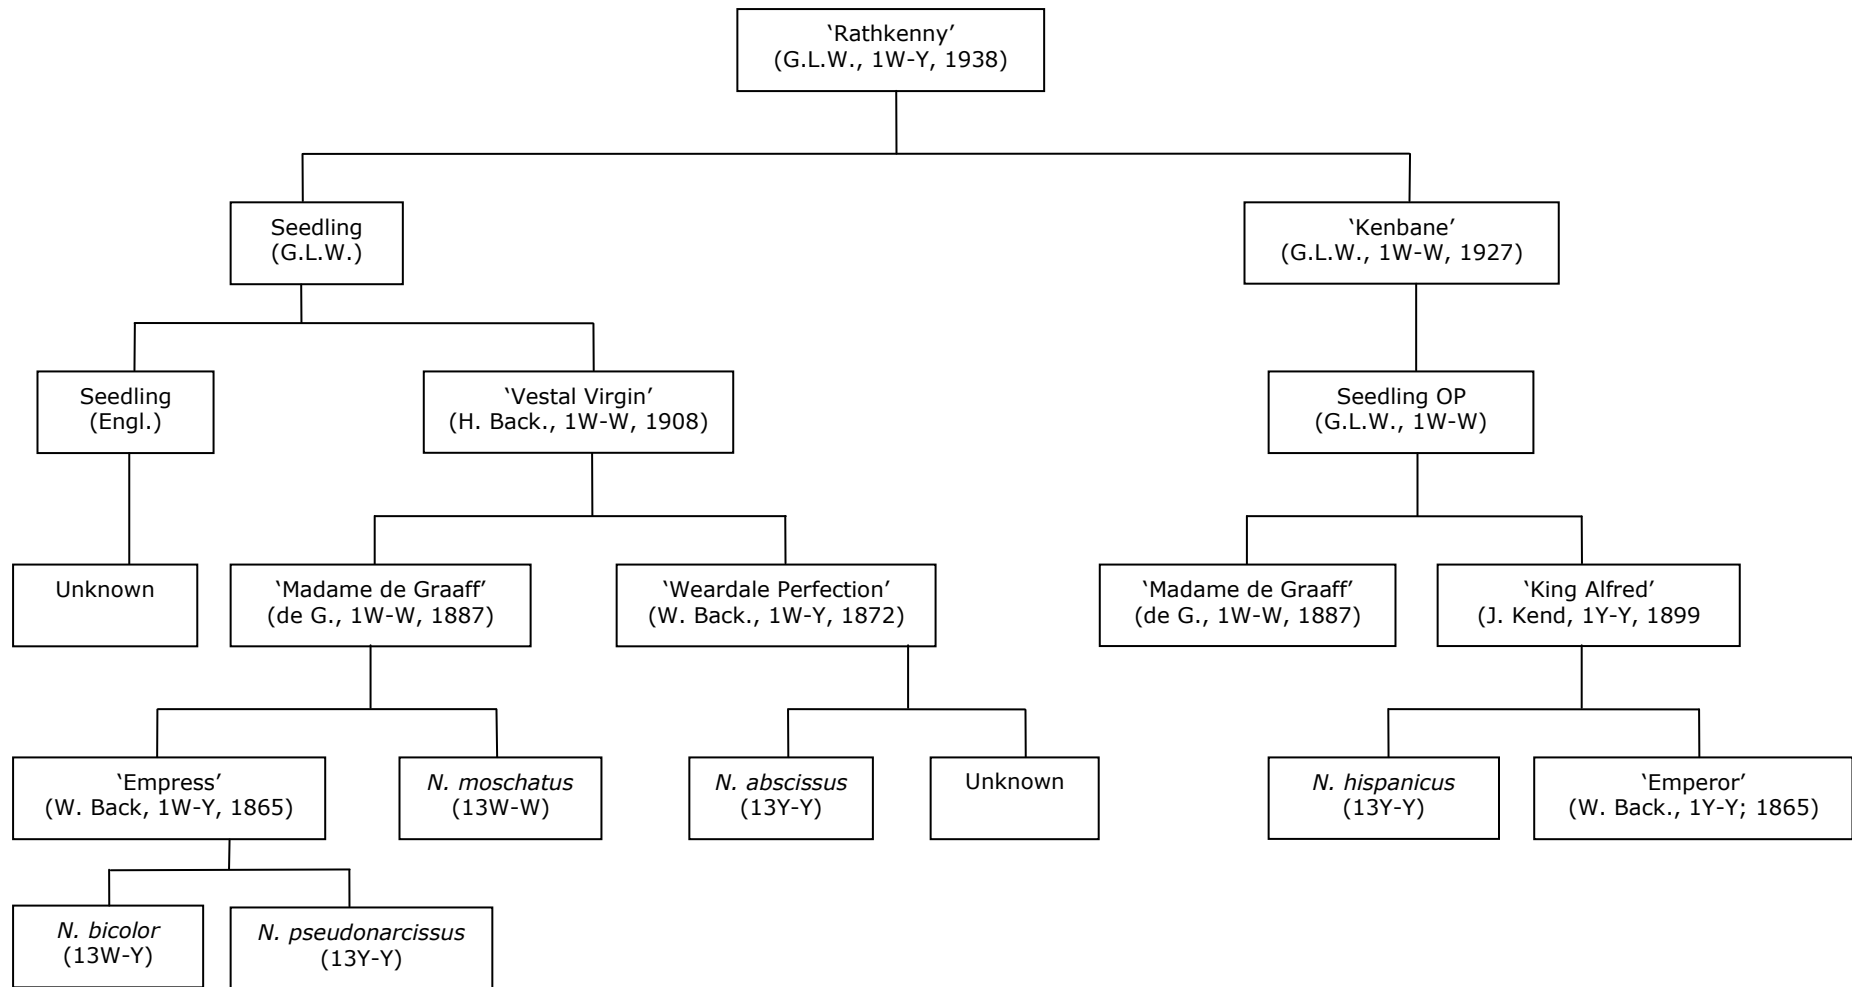 ‘Rathkenny’
(G.L.W., 1W-Y, 1938)
Seedling
(G.L.W.)
‘Kenbane’
(G.L.W., 1W-W, 1927)
Seedling
(Engl.)
‘Vestal Virgin’
(H. Back., 1W-W, 1908)
Seedling OP
(G.L.W., 1W-W)
Unknown
‘Madame de Graaff’
(de G., 1W-W, 1887)
‘Weardale Perfection’
(W. Back., 1W-Y, 1872)
‘Madame de Graaff’
(de G., 1W-W, 1887)
‘King Alfred’
(J. Kend, 1Y-Y, 1899
‘Empress’
(W. Back, 1W-Y, 1865)
N. moschatus
(13W-W)
N. abscissus
(13Y-Y)
Unknown
N. hispanicus
(13Y-Y)
‘Emperor’
(W. Back., 1Y-Y; 1865)
N. bicolor
(13W-Y)
N. pseudonarcissus
(13Y-Y)